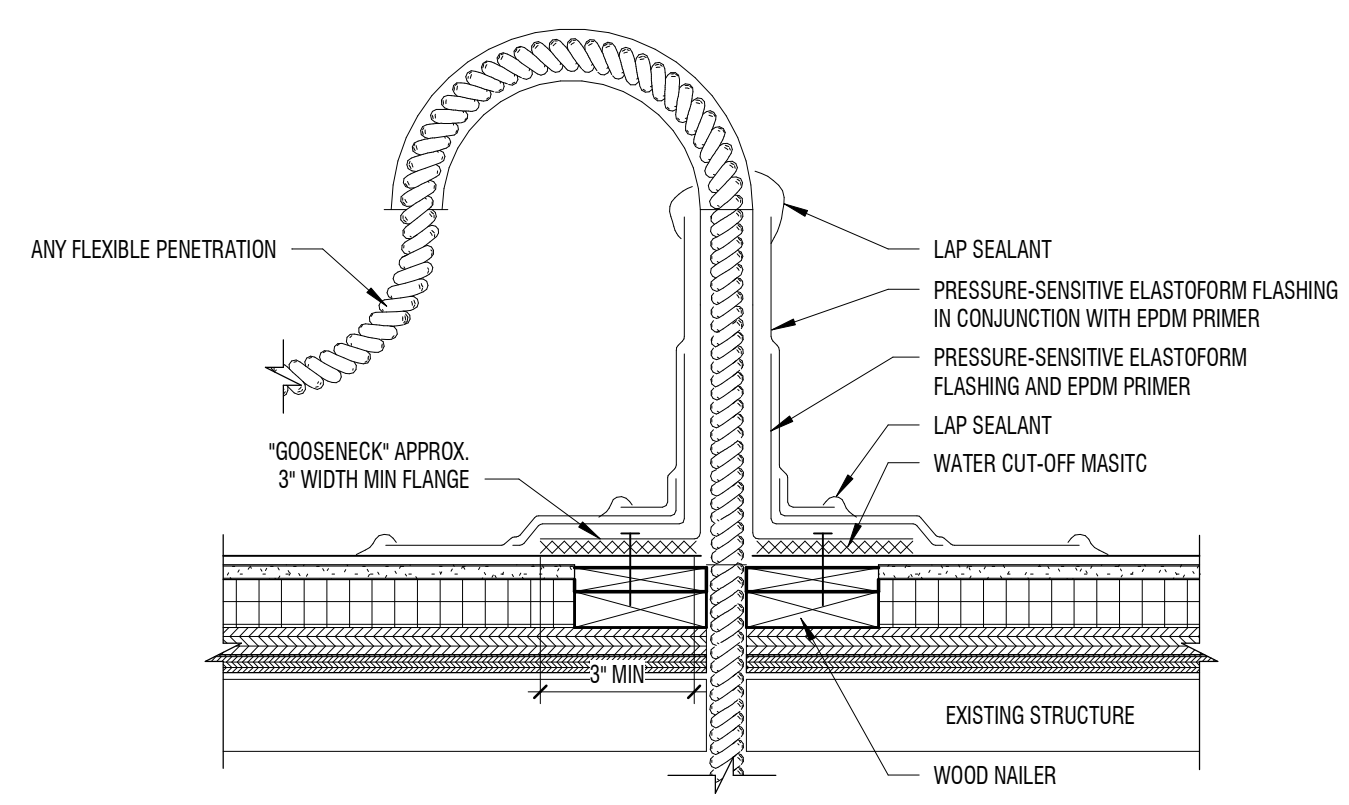 ANY FLEXIBLE PENETRATION
LAP SEALANT
PRESSURE-SENSITIVE ELASTOFORM FLASHING
IN CONJUNCTION WITH EPDM PRIMER
PRESSURE-SENSITIVE ELASTOFORM
FLASHING AND EPDM PRIMER
LAP SEALANT
"GOOSENECK" APPROX.
3" WIDTH MIN FLANGE
WATER CUT-OFF MASITC
3" MIN
EXISTING STRUCTURE
WOOD NAILER